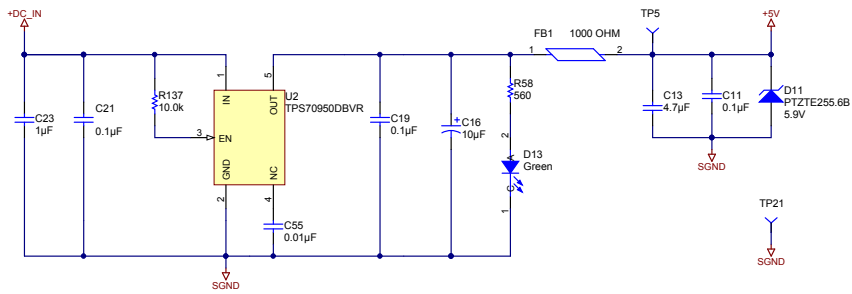 +DC_IN
C23
1µF
C21
0.1µF
R137
10.0k
1
5
U2
TPS70950DBVR
IN
OUT
3
EN
GND
NC
2
4
C55
0.01µF
SGND
C19
0.1µF
+
C16
10µF
R58
560
2
A
D13
Green
C
1
FB1
1000 OHM
1
2
TP5
+5V
C13
4.7µF
C11
0.1µF
D11
PTZTE255.6B
5.9V
SGND
TP21
SGND